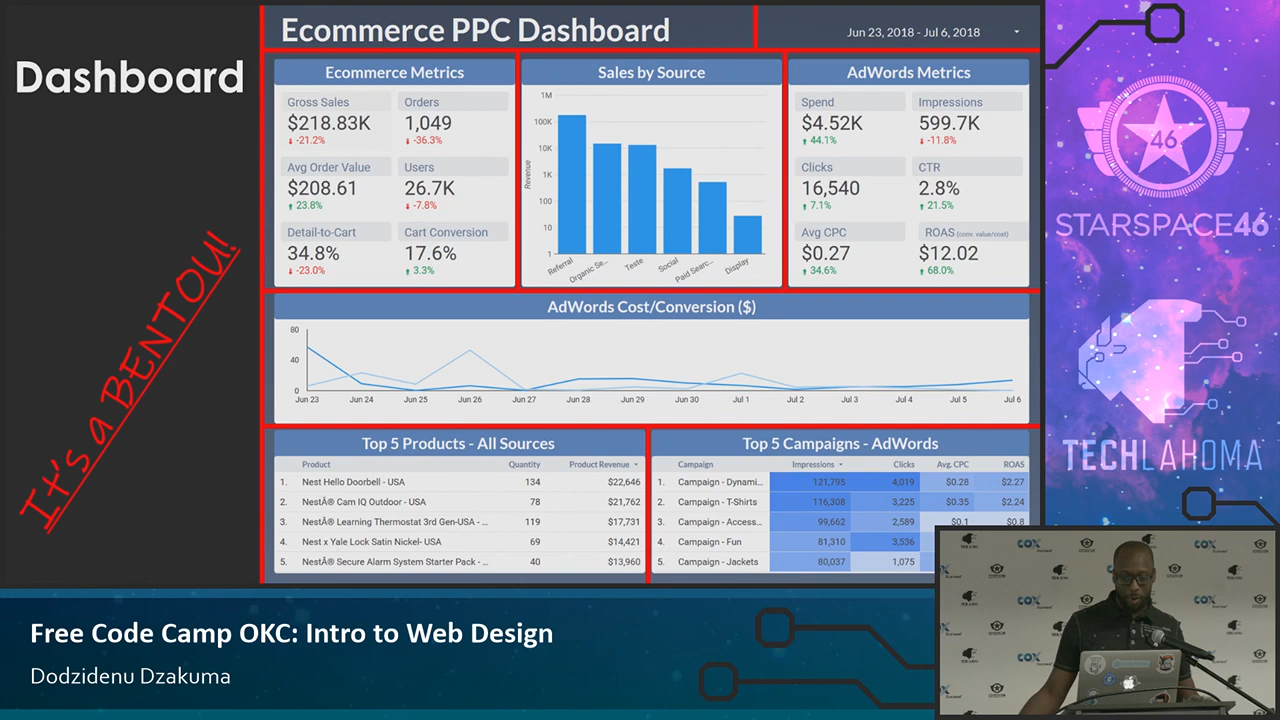 Dashboard
It's a BENTOU!
Ecommerce PPC Dashboard
Jun 23, 2018 - Jul 6, 2018
Ecommerce Metrics
Gross Sales Orders
$218.83K 1,049
-21.2% -36.3%
Avg Order Value Users
$208.61 26.7K
23.8% -7.8%
Detail-to-Cart Cart Conversion
34.8% 17.6%
-23.0% 3.3%
Sales by Source
1M
100K
10K
1K
100
10
1
Revenue
Referral Organic Se... Teste Social Paid Searc... Display
AdWords Metrics
Spend Impressions
$4.52K 599.7K
44.1% -11.8%
Clicks CTR
16,540 2.8%
7.1% 21.5%
Avg CPC ROAS (conv. value/cost)
$0.27 $12.02
34.6% 68.0%
AdWords Cost/Conversion ($)
80
40
0
Jun 23 Jun 24 Jun 25 Jun 26 Jun 27 Jun 28 Jun 29 Jun 30 Jul 1 Jul 2 Jul 3 Jul 4 Jul 5 Jul 6
Top 5 Products - All Sources
Product Quantity Product Revenue
1. Nest Hello Doorbell - USA 134 $22,646
2. NestÂ® Cam IQ Outdoor - USA 78 $21,762
3. NestÂ® Learning Thermostat 3rd Gen-USA - ... 119 $17,731
4. Nest x Yale Lock Satin Nickel- USA 69 $14,421
5. NestÂ® Secure Alarm System Starter Pack - ... 40 $13,960
Top 5 Campaigns - AdWords
Campaign Impressions Clicks Avg. CPC ROAS
1. Campaign - Dynami... 121,795 4,019 $0.28 $2.27
2. Campaign - T-Shirts 116,308 3,225 $0.35 $2.24
3. Campaign - Access... 99,662 2,589 $0.1 $0.8
4. Campaign - Fun 81,310 3,536
5. Campaign - Jackets 80,037 1,075
46
STARSPACE46
TECHLAHOMA
COX
COX
COX
COX
COX
Free Code Camp OKC: Intro to Web Design
Dodzidenu Dzakuma